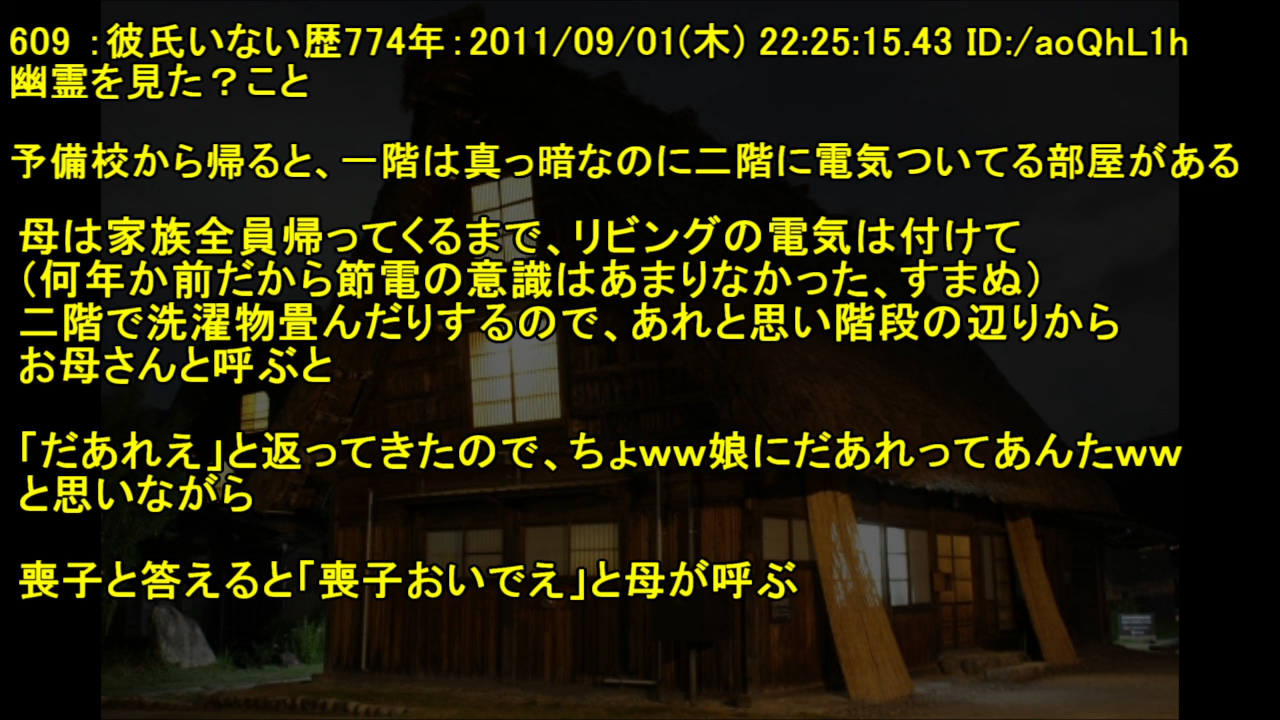 609 ：彼氏いない歴774年：2011/09/01(木) 22:25:15.43 ID:/aoQhL1h
幽霊を見た？こと
予備校から帰ると、一階は真っ暗なのに二階に電気ついてる部屋がある
母は家族全員帰ってくるまで、リビングの電気は付けて
（何年か前だから節電の意識はあまりなかった、すまぬ）
二階で洗濯物畳んだりするので、あれと思い階段の辺りから
お母さんと呼ぶと
「だあれえ」と返ってきたので、ちょｗｗ娘にだあれってあんたｗｗ
と思いながら
喪子と答えると「喪子おいでえ」と母が呼ぶ